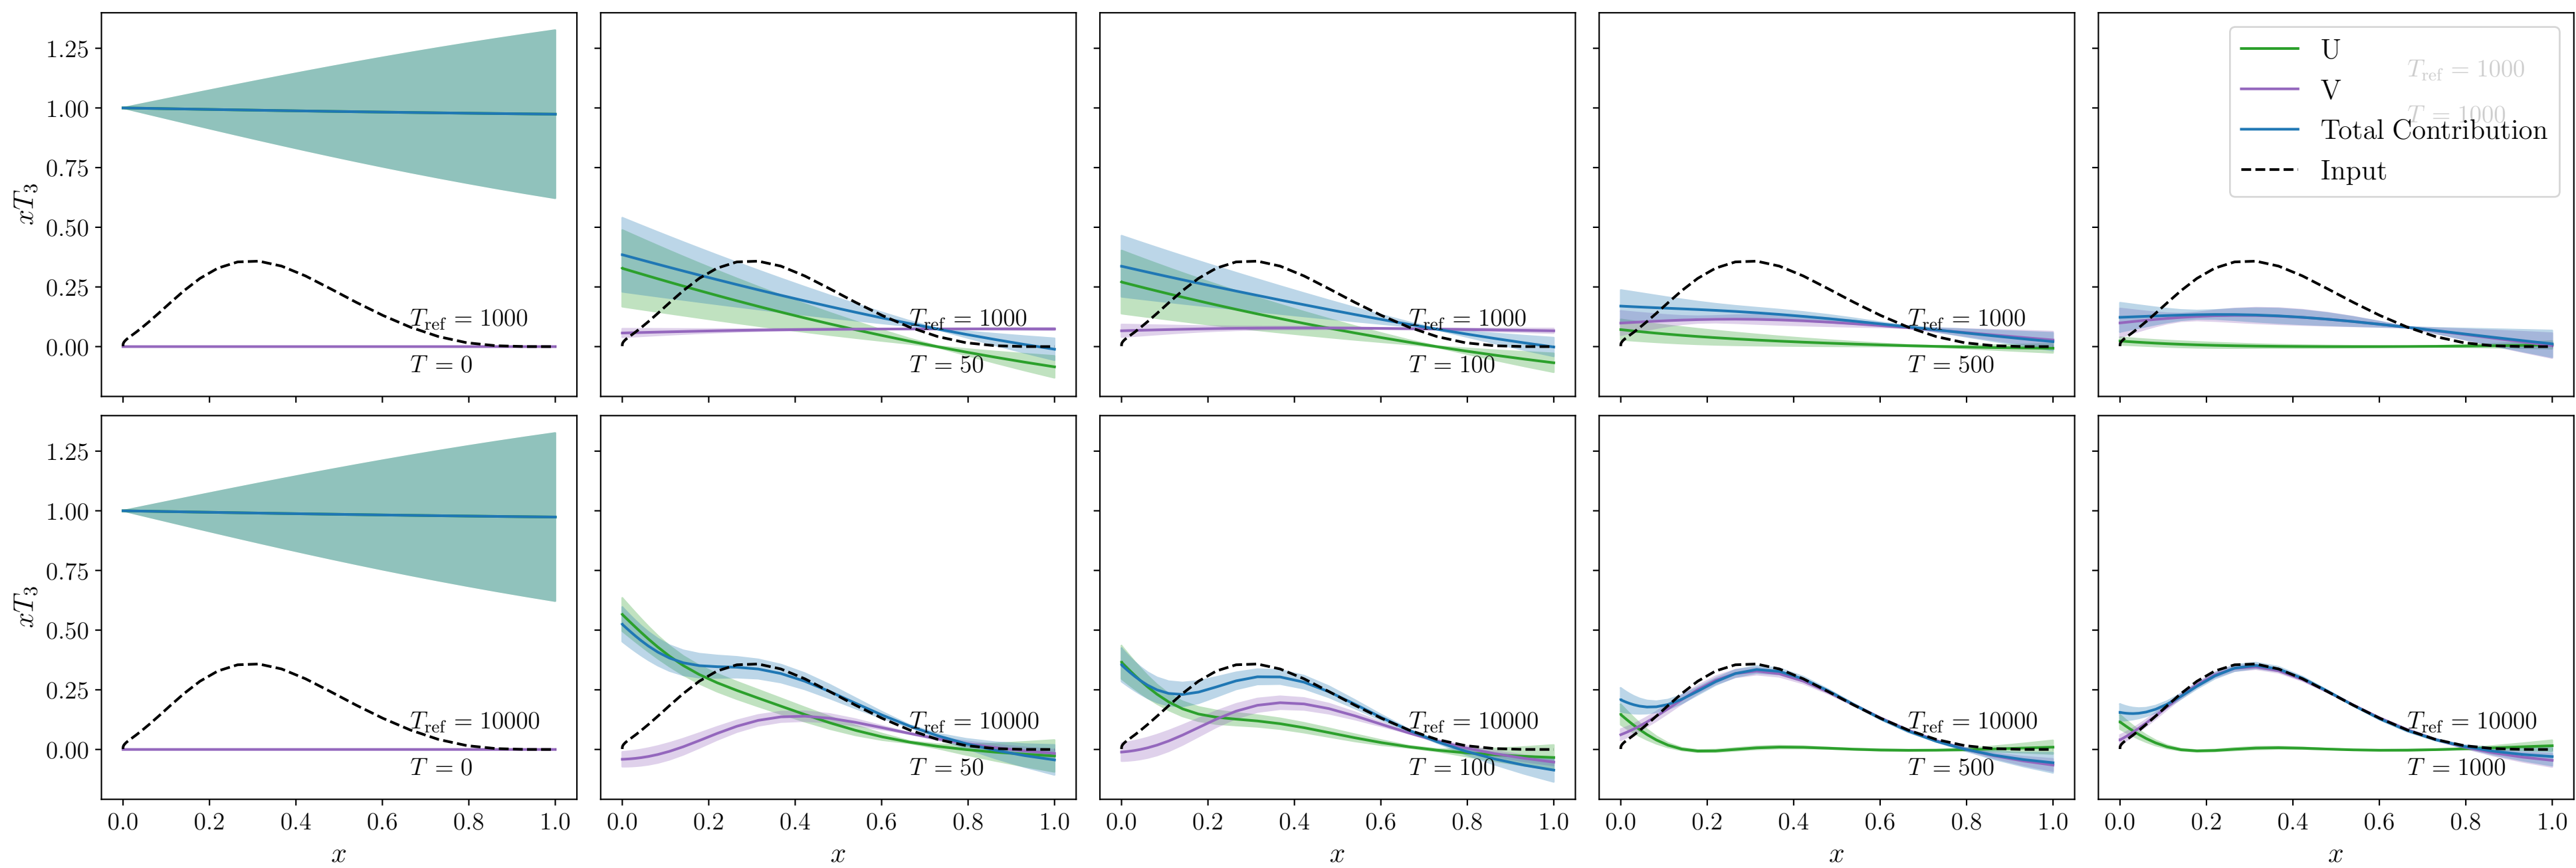 1.25
1.00
0.75
0.50
0.25
0.00
xT₃
T_ref = 1000
T = 0
T_ref = 1000
T = 50
T_ref = 1000
T = 100
T_ref = 1000
T = 500
U
V
Total Contribution
Input
T_ref = 1000
T = 1000
1.25
1.00
0.75
0.50
0.25
0.00
xT₃
T_ref = 10000
T = 0
T_ref = 10000
T = 50
T_ref = 10000
T = 100
T_ref = 10000
T = 500
T_ref = 10000
T = 1000
0.0 0.2 0.4 0.6 0.8 1.0
x
0.0 0.2 0.4 0.6 0.8 1.0
x
0.0 0.2 0.4 0.6 0.8 1.0
x
0.0 0.2 0.4 0.6 0.8 1.0
x
0.0 0.2 0.4 0.6 0.8 1.0
x